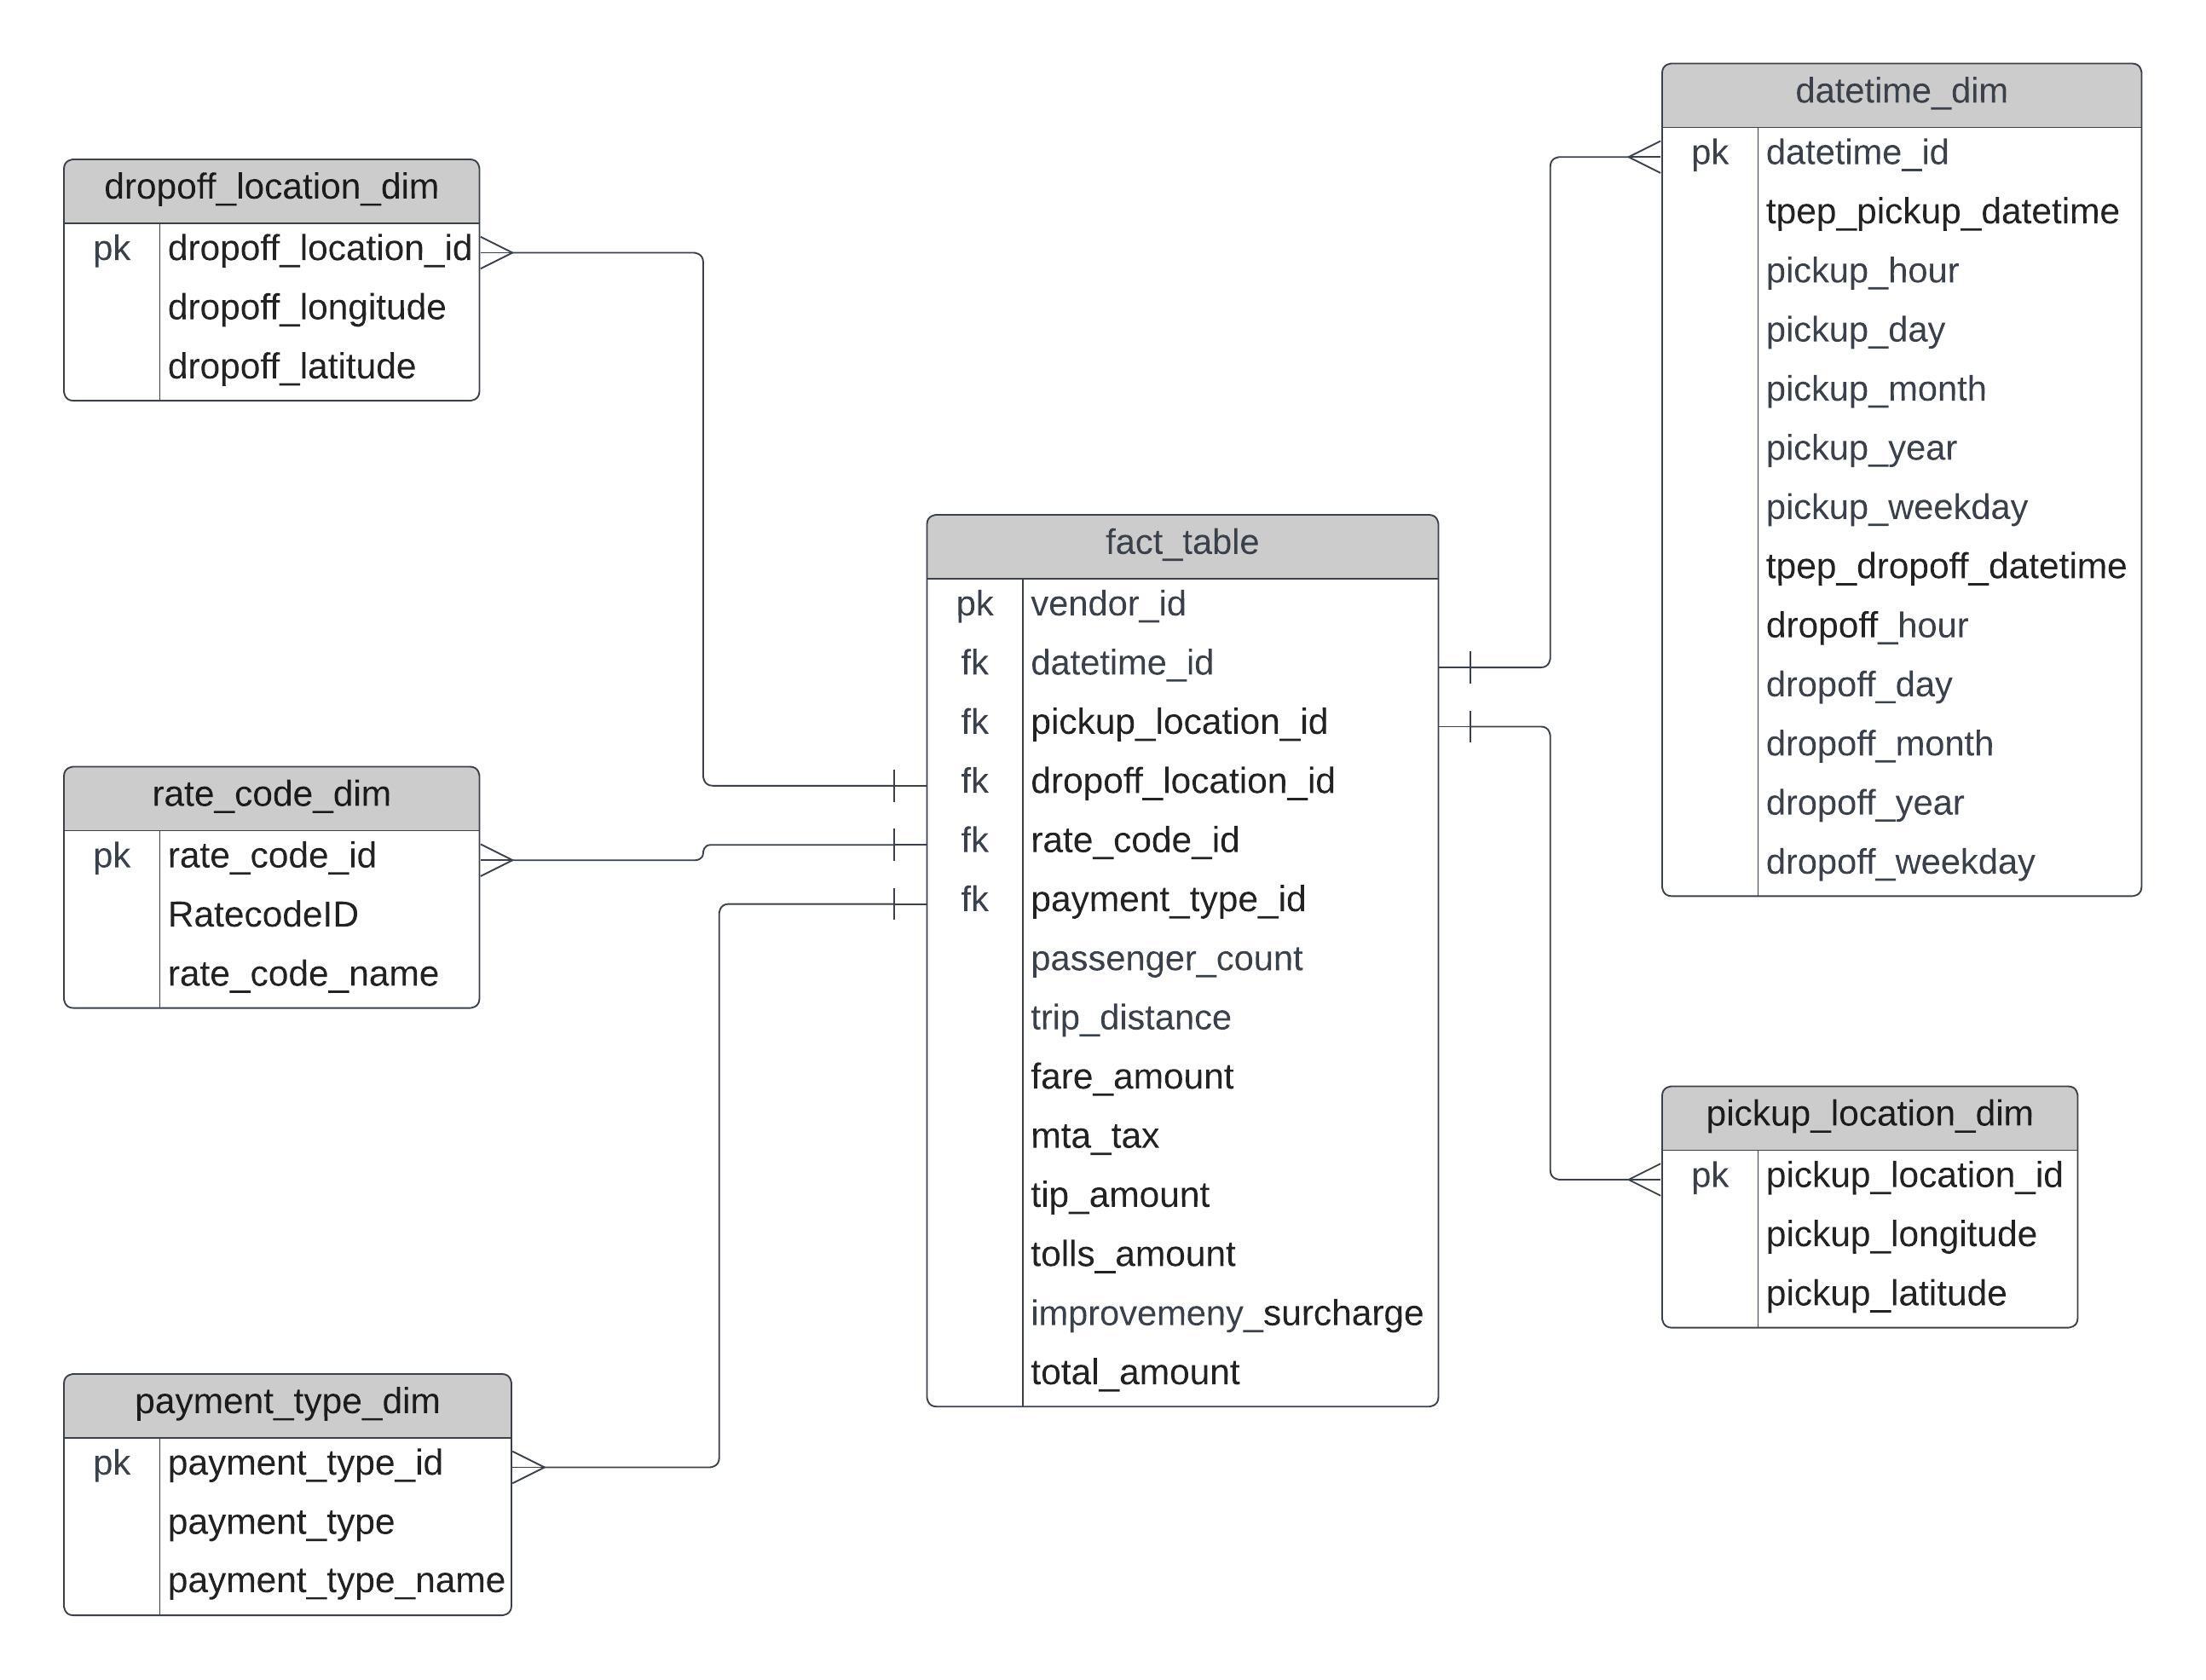 dropoff_location_dim
pk dropoff_location_id
dropoff_longitude
dropoff_latitude
rate_code_dim
pk rate_code_id
RatecodeID
rate_code_name
payment_type_dim
pk payment_type_id
payment_type
payment_type_name
fact_table
pk vendor_id
fk datetime_id
fk pickup_location_id
fk dropoff_location_id
fk rate_code_id
fk payment_type_id
passenger_count
trip_distance
fare_amount
mta_tax
tip_amount
tolls_amount
improvemeny_surcharge
total_amount
datetime_dim
pk datetime_id
tpep_pickup_datetime
pickup_hour
pickup_day
pickup_month
pickup_year
pickup_weekday
tpep_dropoff_datetime
dropoff_hour
dropoff_day
dropoff_month
dropoff_year
dropoff_weekday
pickup_location_dim
pk pickup_location_id
pickup_longitude
pickup_latitude